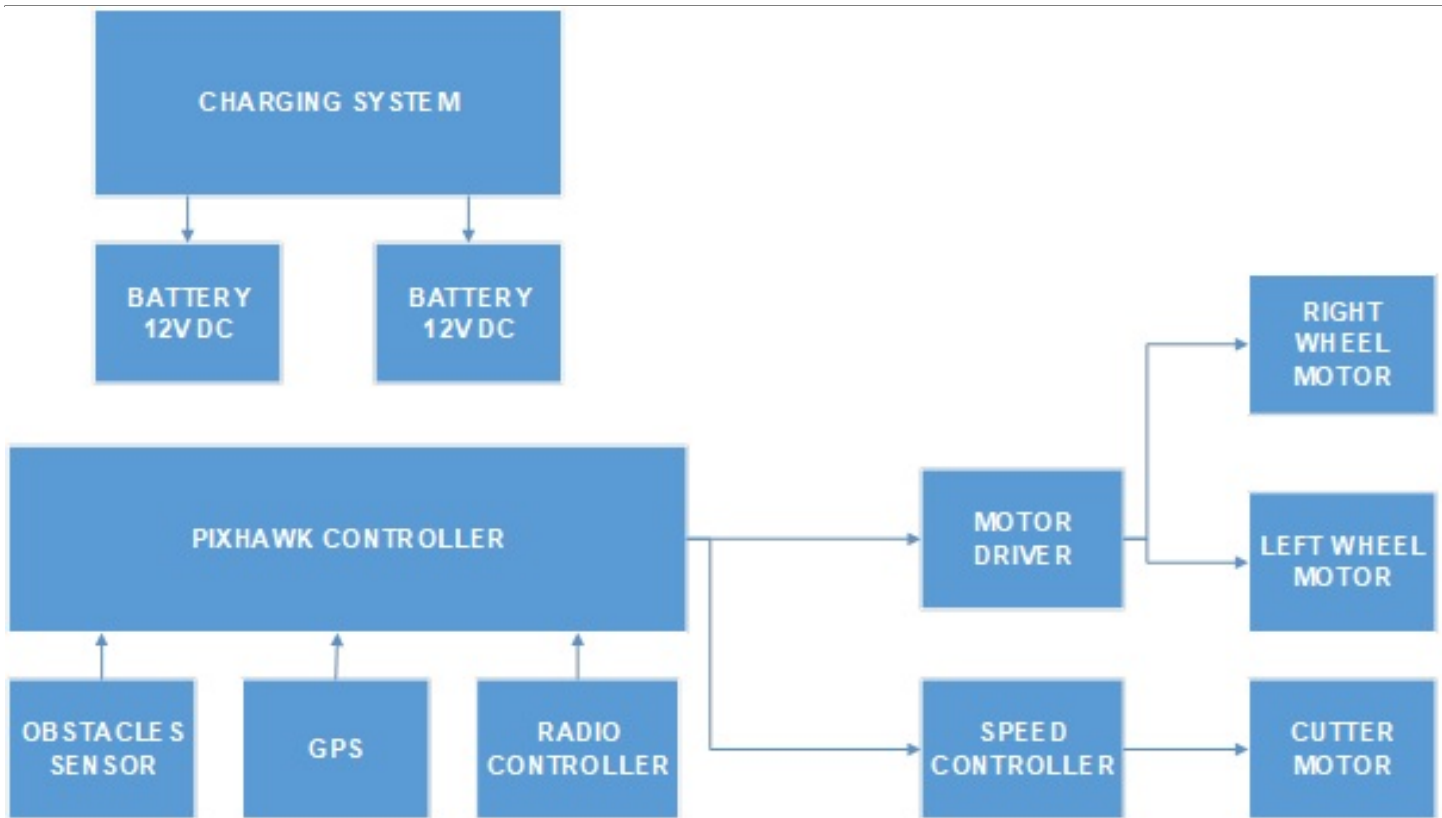 CHARGING SYSTEM
BATTERY
12V DC
BATTERY
12V DC
RIGHT
WHEEL
MOTOR
PIXHAWK CONTROLLER
MOTOR
DRIVER
LEFT WHEEL
MOTOR
OBSTACLES
SENSOR
GPS
RADIO
CONTROLLER
SPEED
CONTROLLER
CUTTER
MOTOR